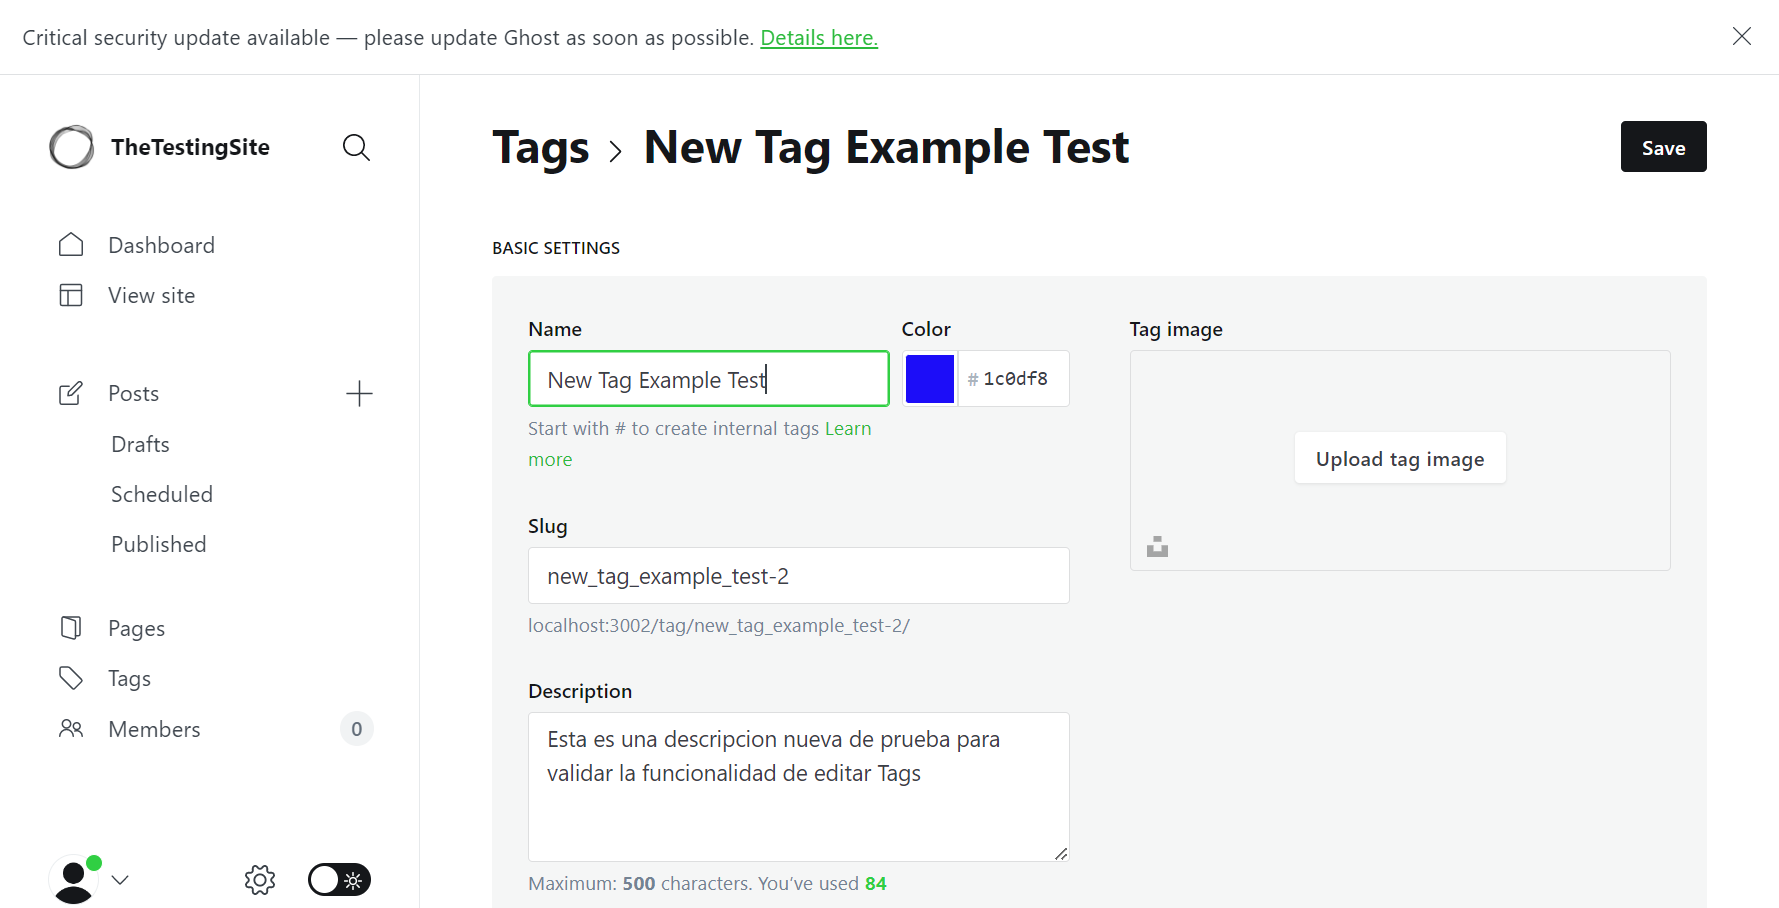 Critical security update available — please update Ghost as soon as possible. Details here.
TheTestingSite
Dashboard
View site
Posts
Drafts
Scheduled
Published
Pages
Tags
Members 0
Tags > New Tag Example Test
Save
BASIC SETTINGS
Name
New Tag Example Test
Start with # to create internal tags Learn
more
Color
# 1c0df8
Slug
new_tag_example_test-2
localhost:3002/tag/new_tag_example_test-2/
Description
Esta es una descripcion nueva de prueba para
validar la funcionalidad de editar Tags
Maximum: 500 characters. You’ve used 84
Tag image
Upload tag image